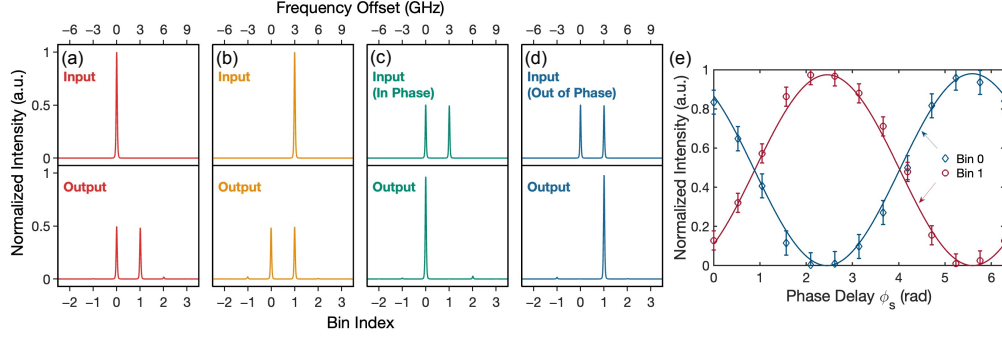 Frequency Offset (GHz)
−6 −3 0 3 6 9 −6 −3 0 3 6 9 −6 −3 0 3 6 9 −6 −3 0 3 6 9
(a) (b) (c) (d) (e)
Input Input Input Input
(In Phase) (Out of Phase)
Output Output Output Output
Normalized Intensity (a.u.)
1
0.5
0
1
0.5
0
−2 −1 0 1 2 3 −2 −1 0 1 2 3 −2 −1 0 1 2 3 −2 −1 0 1 2 3
Bin Index
Normalized Intensity (a.u.)
1
0.8
0.6
0.4
0.2
0
Bin 0
Bin 1
0 1 2 3 4 5 6
Phase Delay ϕs (rad)